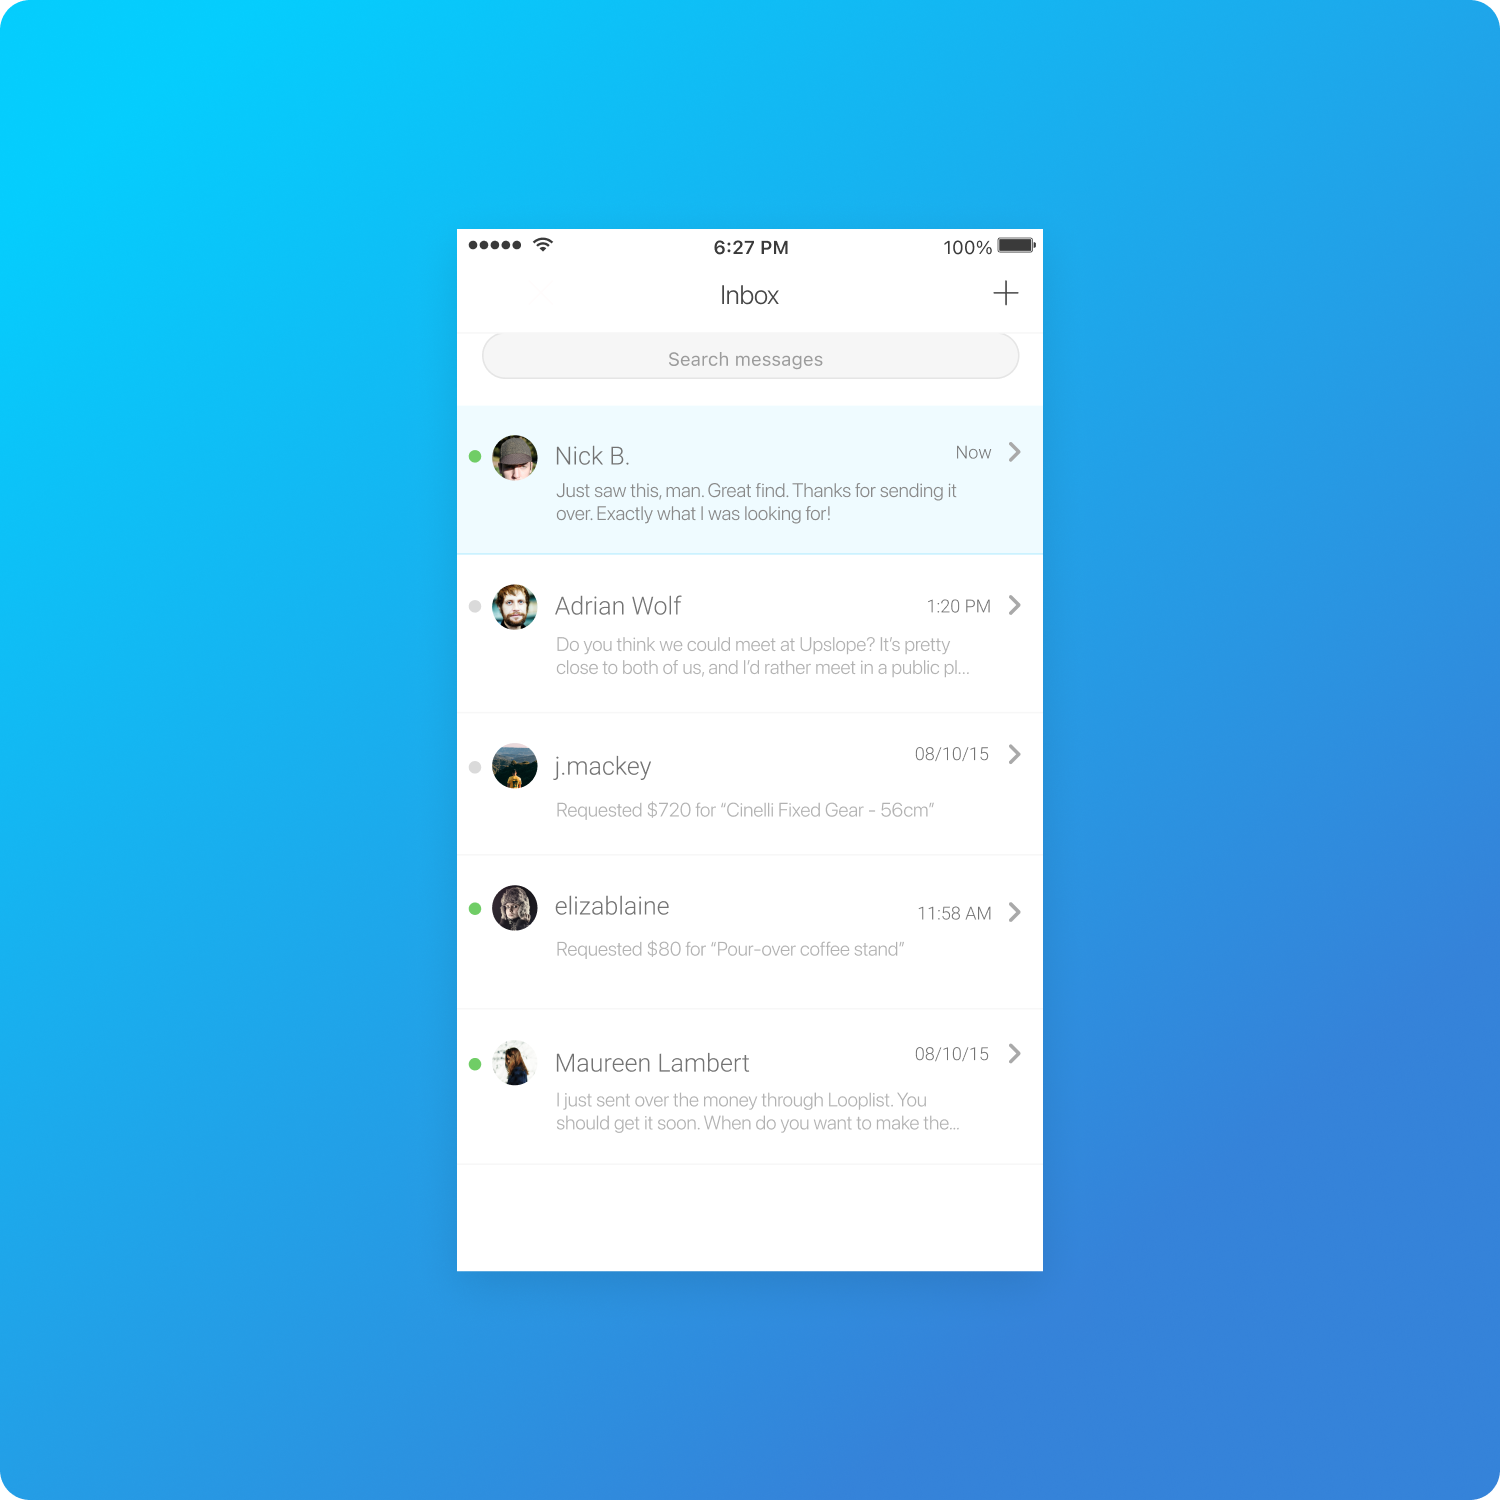 6:27 PM 100%
Inbox
Search messages
Nick B. Now
Just saw this, man. Great find. Thanks for sending it
over. Exactly what I was looking for!
Adrian Wolf 1:20 PM
Do you think we could meet at Upslope? It’s pretty
close to both of us, and I’d rather meet in a public pl...
j.mackey 08/10/15
Requested $720 for “Cinelli Fixed Gear - 56cm”
elizablaine 11:58 AM
Requested $80 for “Pour-over coffee stand”
Maureen Lambert 08/10/15
I just sent over the money through Looplist. You
should get it soon. When do you want to make the...